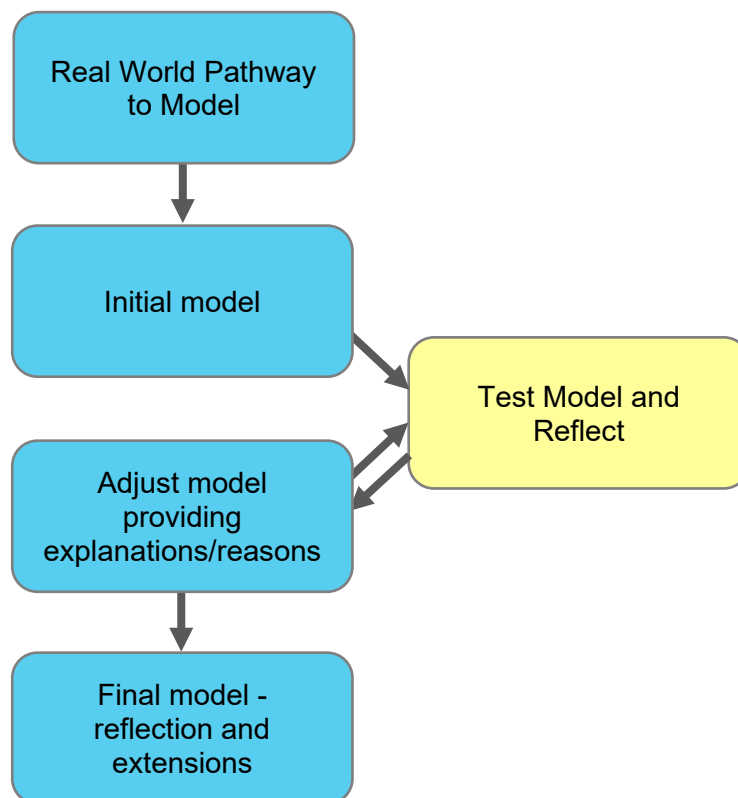 Real World Pathway
to Model
Initial model
Test Model and
Reflect
Adjust model
providing
explanations/reasons
Final model -
reflection and
extensions